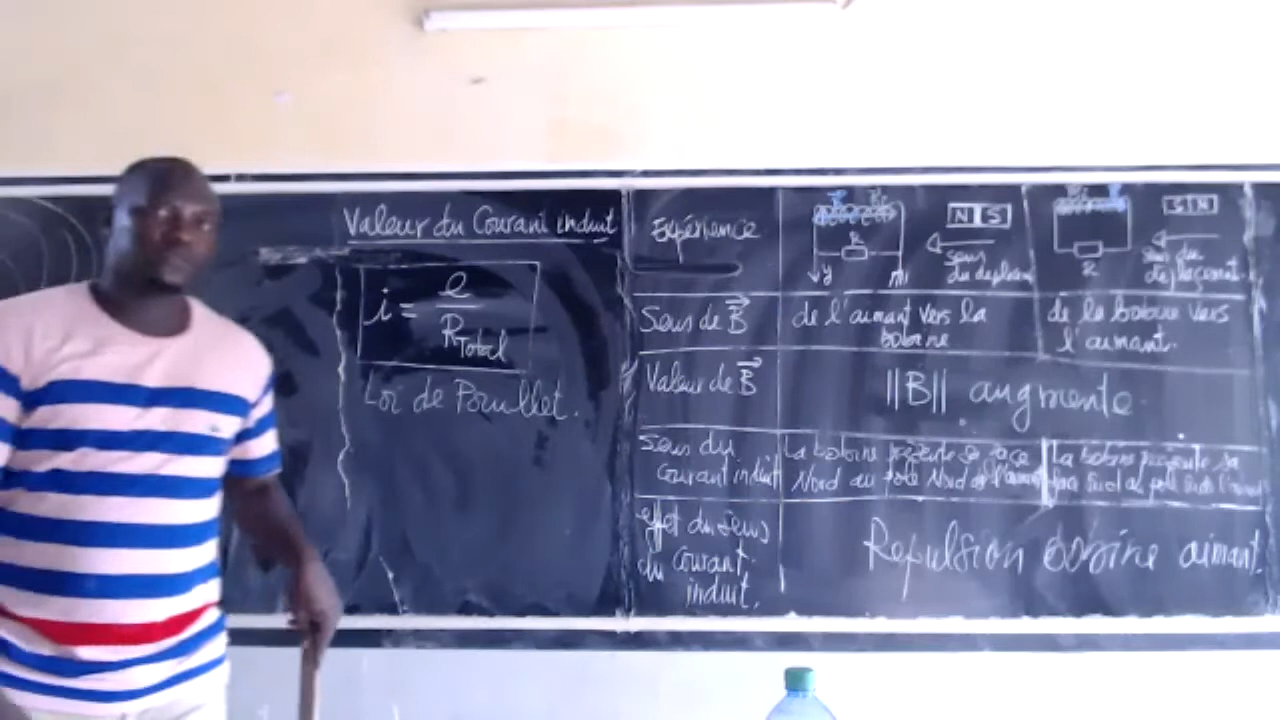 Valeur du Courant induit
i = e / R Total
Loi de Pouillet.
Expérience
R
y
N S
sens
du deplacem
S N
R
sens du
déplacement
Sens de B
de l'aimant vers la
bobine
de la bobine vers
l'aimant.
Valeur de B
||B|| augmente
Sens du
Courant induit
La bobine présente sa face
Nord au pôle Nord de l'aimant
La bobine présente sa
face Sud au pôle Sud de l'aimant
effet du sens
du courant
induit.
Repulsion bobine aimant.